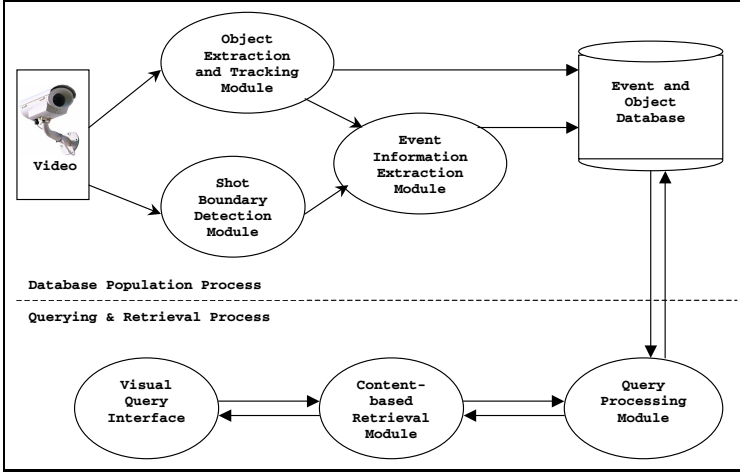 Object
Extraction
and Tracking
Module
Event and
Object
Database
Video
Event
Information
Extraction
Module
Shot
Boundary
Detection
Module
Database Population Process
Querying & Retrieval Process
Visual
Query
Interface
Content-
based
Retrieval
Module
Query
Processing
Module